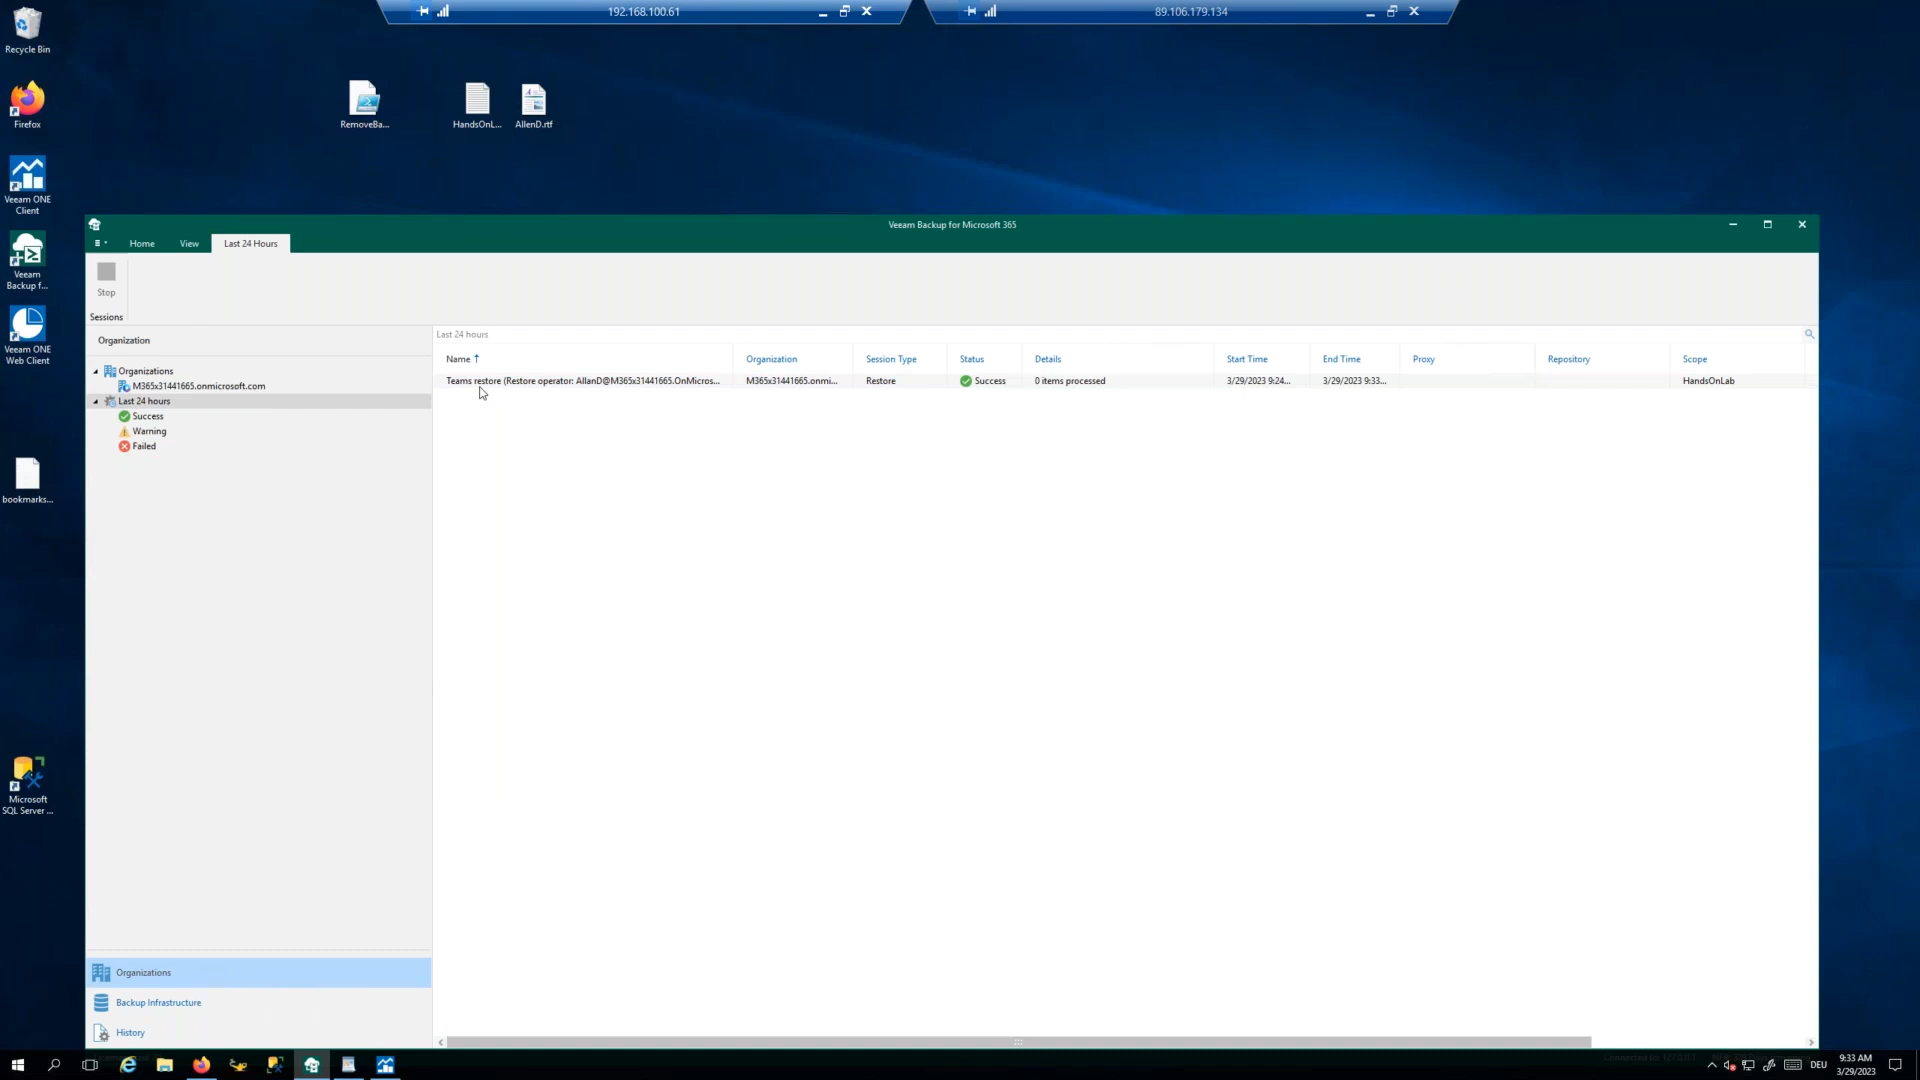 192.168.100.61
89.106.179.134
Recycle Bin
Firefox
RemoveBa...
HandsOnL...
AllenD.rtf
Veeam ONE
Client
Veeam
Backup f...
Veeam ONE
Web Client
bookmarks...
Microsoft
SQL Server ...
Veeam Backup for Microsoft 365
Home
View
Last 24 Hours
Stop
Sessions
Organization
Organizations
M365x31441665.onmicrosoft.com
Last 24 hours
Success
Warning
Failed
Last 24 hours
Name Organization Session Type Status Details Start Time End Time Proxy Repository Scope
Teams restore (Restore operator: AllanD@M365x31441665.OnMicros... M365x31441665.onmi... Restore Success 0 items processed 3/29/2023 9:24... 3/29/2023 9:33... HandsOnLab
Organizations
Backup Infrastructure
History
DEU
9:33 AM
3/29/2023